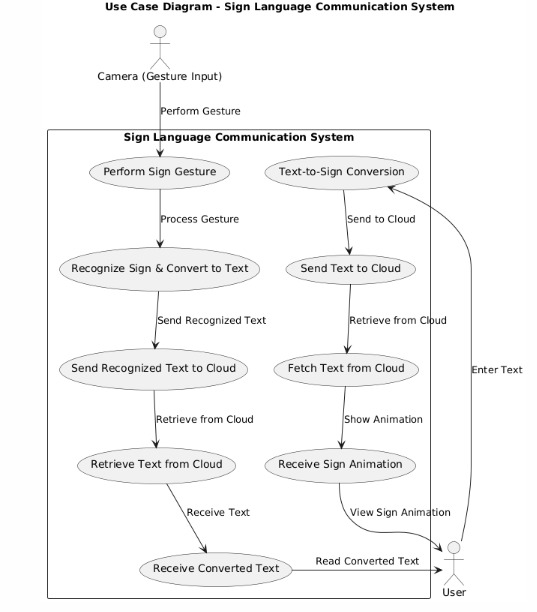 Use Case Diagram - Sign Language Communication System
Camera (Gesture Input)
Perform Gesture
Sign Language Communication System
Perform Sign Gesture
Text-to-Sign Conversion
Process Gesture
Send to Cloud
Recognize Sign & Convert to Text
Send Text to Cloud
Send Recognized Text
Retrieve from Cloud
Send Recognized Text to Cloud
Fetch Text from Cloud
Enter Text
Retrieve from Cloud
Show Animation
Retrieve Text from Cloud
Receive Sign Animation
Receive Text
View Sign Animation
Receive Converted Text
Read Converted Text
User